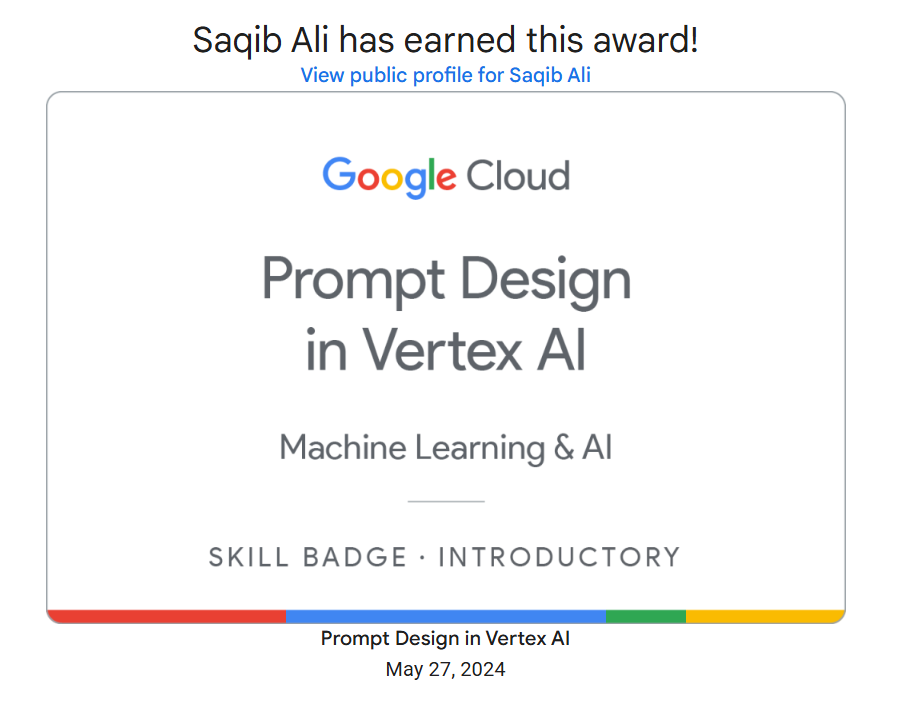 Saqib Ali has earned this award!
View public profile for Saqib Ali
Google Cloud
Prompt Design
in Vertex AI
Machine Learning & AI
SKILL BADGE · INTRODUCTORY
Prompt Design in Vertex AI
May 27, 2024